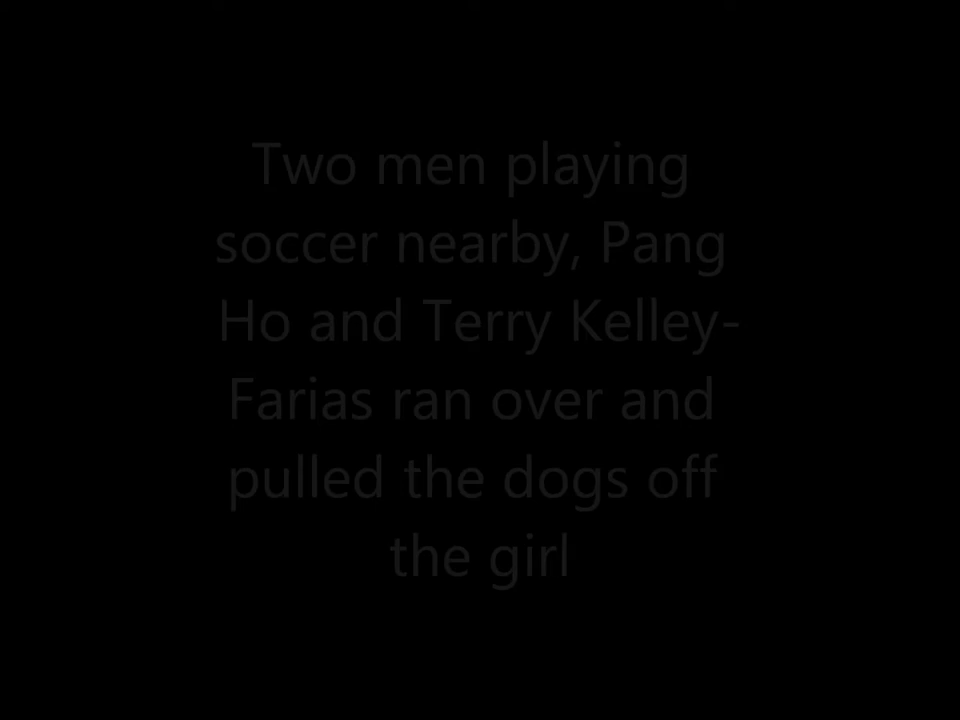 Two men playing
soccer nearby, Pang
Ho and Terry Kelley-
Farias ran over and
pulled the dogs off
the girl